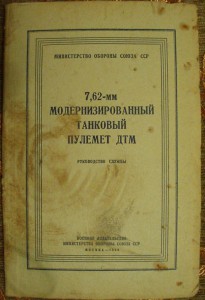 МИНИСТЕРСТВО ОБОРОНЫ СОЮЗА ССР
7,62-мм
МОДЕРНИЗИРОВАННЫЙ
ТАНКОВЫЙ
ПУЛЕМЕТ ДТМ
РУКОВОДСТВО СЛУЖБЫ
ВОЕННОЕ ИЗДАТЕЛЬСТВО
МИНИСТЕРСТВА ОБОРОНЫ СОЮЗА ССР
МОСКВА